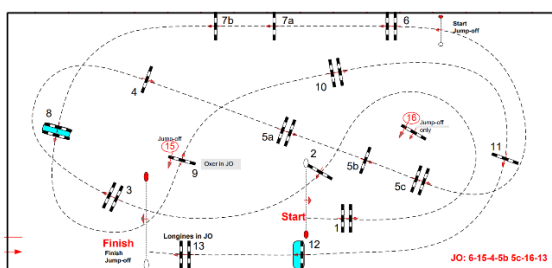 7b
7a
6
Start
Jump-off
4
10
8
5a
Jump-off
15
9
Oxer in JO
16
Jump-off
only
2
5b
11
5c
3
Start
1
Finish
Finish
Jump-off
Longines in JO
13
12
JO: 6-15-4-5b 5c-16-13